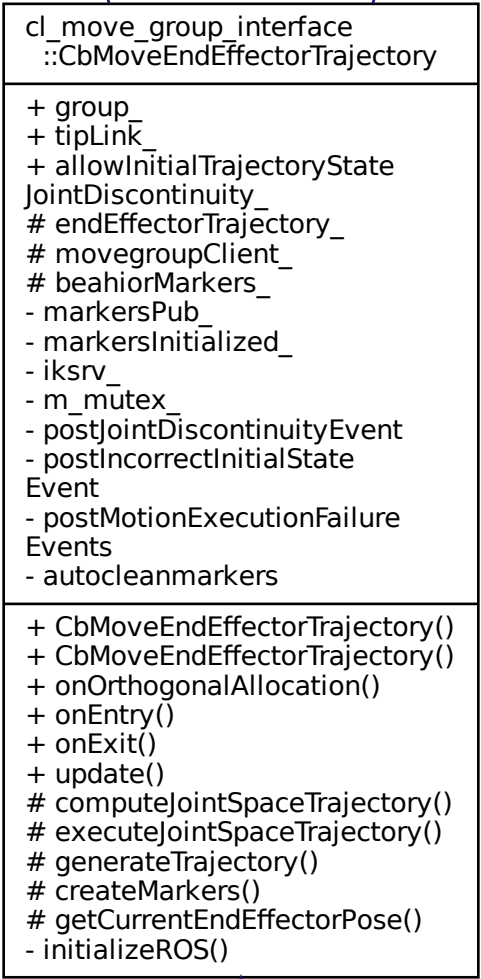 cl_move_group_interface
::CbMoveEndEffectorTrajectory
+ group_
+ tipLink_
+ allowInitialTrajectoryState
JointDiscontinuity_
# endEffectorTrajectory_
# movegroupClient_
# beahiorMarkers_
- markersPub_
- markersInitialized_
- iksrv_
- m_mutex_
- postJointDiscontinuityEvent
- postIncorrectInitialState
Event
- postMotionExecutionFailure
Events
- autocleanmarkers
+ CbMoveEndEffectorTrajectory()
+ CbMoveEndEffectorTrajectory()
+ onOrthogonalAllocation()
+ onEntry()
+ onExit()
+ update()
# computeJointSpaceTrajectory()
# executeJointSpaceTrajectory()
# generateTrajectory()
# createMarkers()
# getCurrentEndEffectorPose()
- initializeROS()